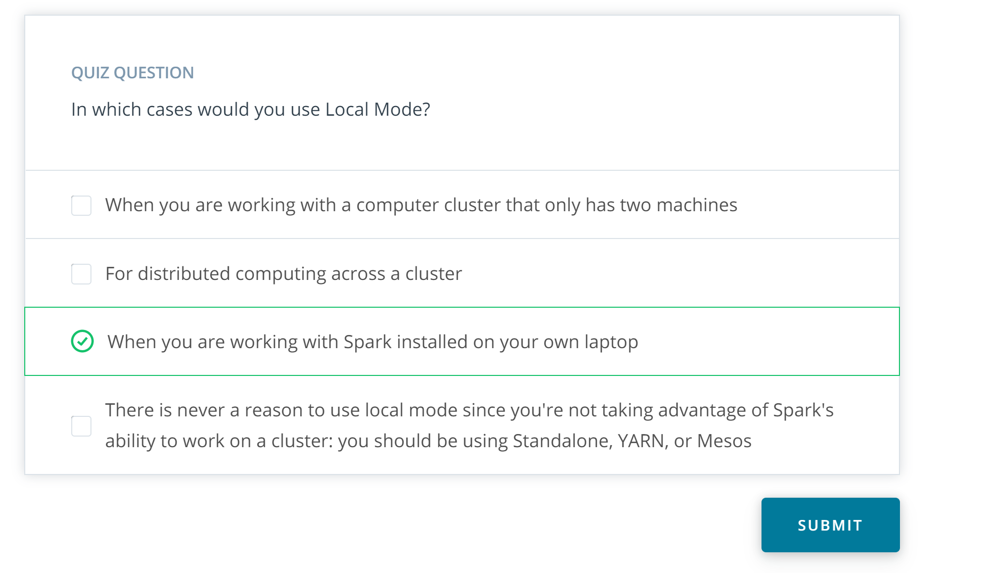 QUIZ QUESTION
In which cases would you use Local Mode?
When you are working with a computer cluster that only has two machines
For distributed computing across a cluster
When you are working with Spark installed on your own laptop
There is never a reason to use local mode since you're not taking advantage of Spark's
ability to work on a cluster: you should be using Standalone, YARN, or Mesos
SUBMIT